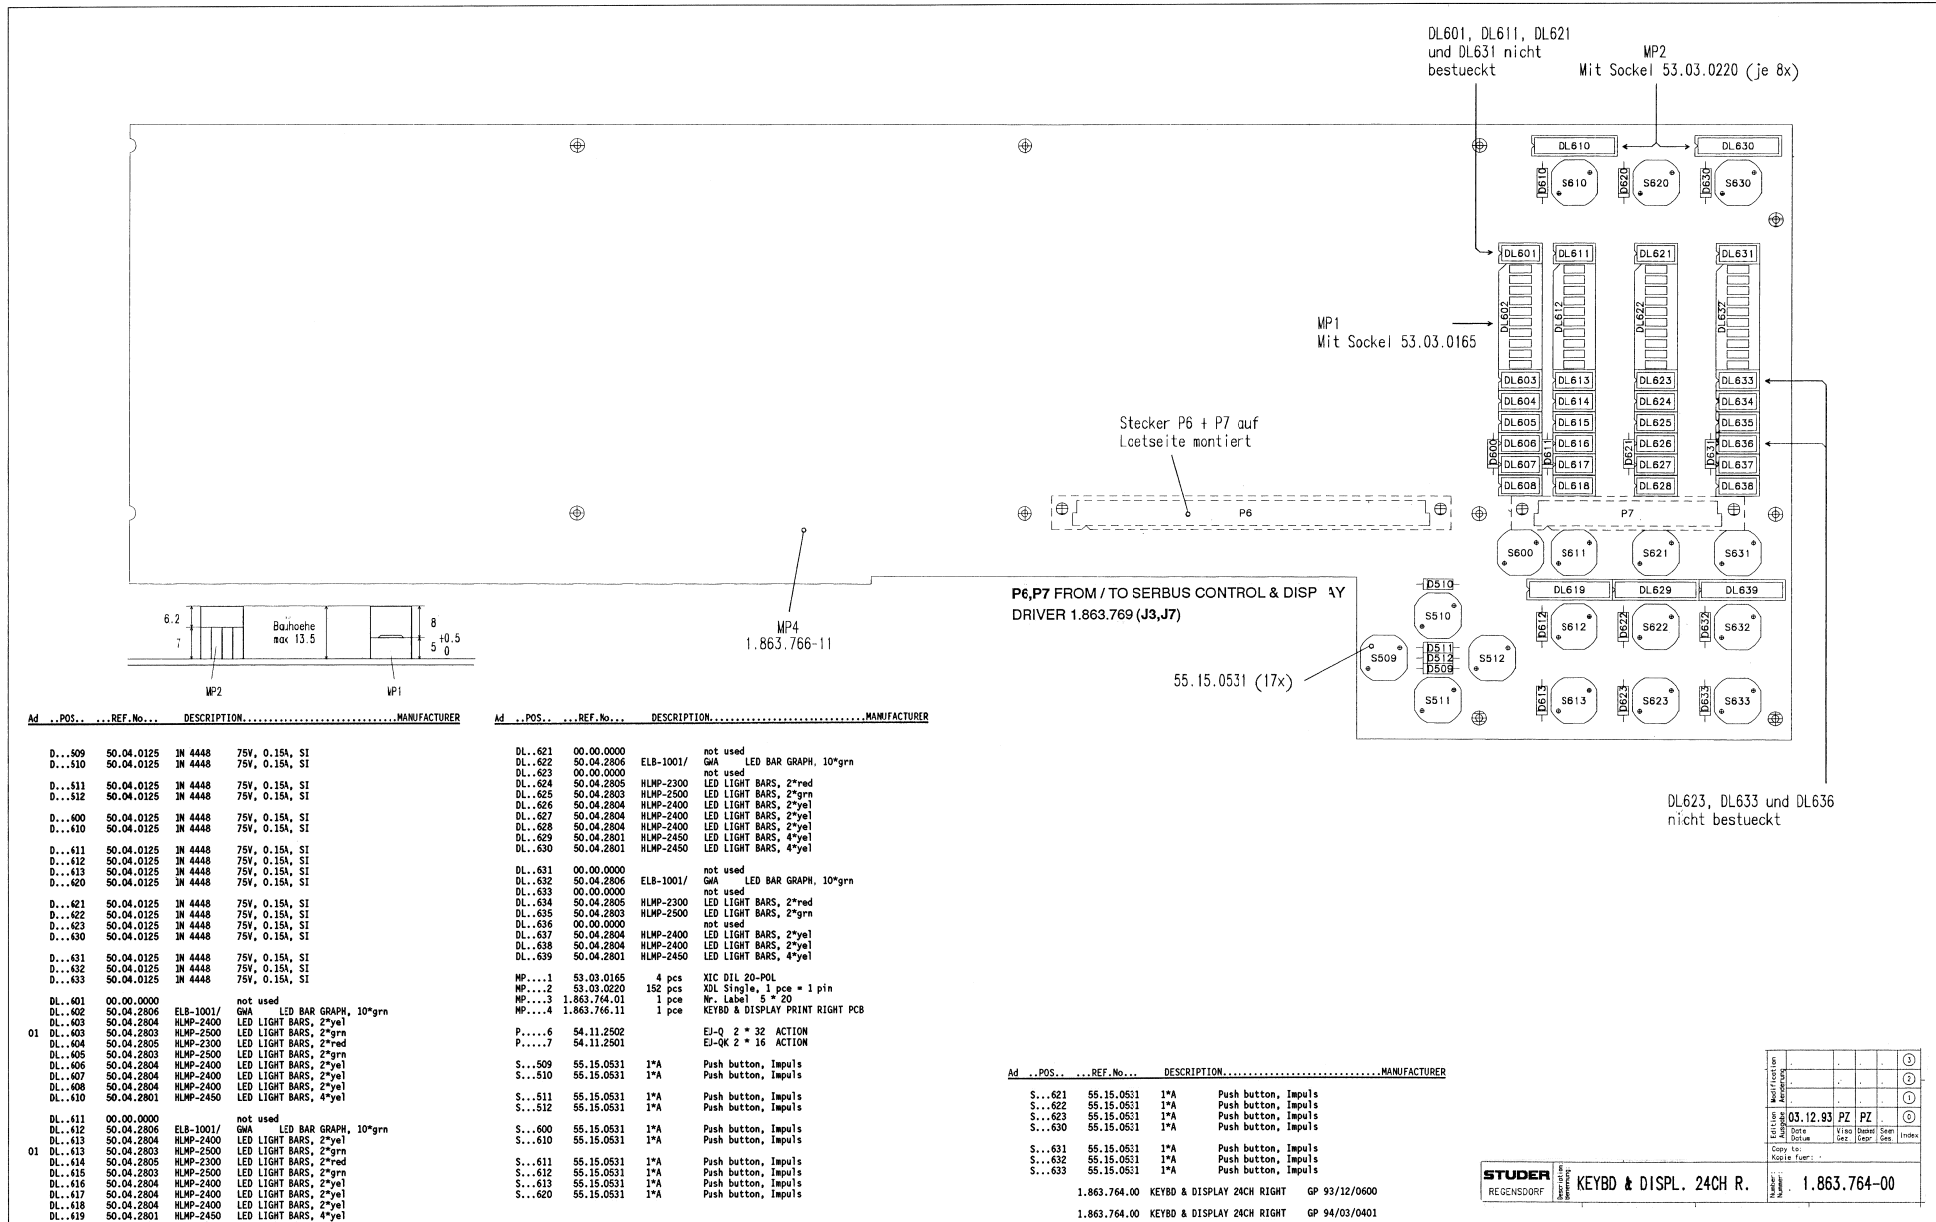 DL601, DL611, DL621
und DL631 nicht
bestueckt
MP2
Mit Sockel 53.03.0220 (je 8x)
DL610
DL630
D610
S610
D620
S620
D630
S630
DL601
DL611
DL621
DL631
DL602
DL612
DL622
DL632
MP1
Mit Sockel 53.03.0165
DL603
DL613
DL623
DL633
DL604
DL614
DL624
DL634
DL605
DL615
DL625
DL635
D600
DL606
D611
DL616
D621
DL626
D631
DL636
DL607
DL617
DL627
DL637
DL608
DL618
DL628
DL638
Stecker P6 + P7 auf
Lcetseite montiert
P6
P7
S600
S611
S621
S631
P6,P7 FROM / TO SERBUS CONTROL & DISP AY
DRIVER 1.863.769 (J3,J7)
D510
S510
DL619
DL629
DL639
D612
S612
D622
S622
D632
S632
S509
D511
D512
D509
S512
S511
D613
S613
D623
S623
D633
S633
55.15.0531 (17x)
MP4
1.863.766-11
6.2
7
Bauhoehe
max 13.5
8
5 +0.5
0
MP2
MP1
DL623, DL633 und DL636
nicht bestueckt
Ad ..POS.. ...REF.No... DESCRIPTION............................MANUFACTURER
D...509 50.04.0125 1N 4448 75V, 0.15A, SI
D...510 50.04.0125 1N 4448 75V, 0.15A, SI
D...511 50.04.0125 1N 4448 75V, 0.15A, SI
D...512 50.04.0125 1N 4448 75V, 0.15A, SI
D...600 50.04.0125 1N 4448 75V, 0.15A, SI
D...610 50.04.0125 1N 4448 75V, 0.15A, SI
D...611 50.04.0125 1N 4448 75V, 0.15A, SI
D...612 50.04.0125 1N 4448 75V, 0.15A, SI
D...613 50.04.0125 1N 4448 75V, 0.15A, SI
D...620 50.04.0125 1N 4448 75V, 0.15A, SI
D...621 50.04.0125 1N 4448 75V, 0.15A, SI
D...622 50.04.0125 1N 4448 75V, 0.15A, SI
D...623 50.04.0125 1N 4448 75V, 0.15A, SI
D...630 50.04.0125 1N 4448 75V, 0.15A, SI
D...631 50.04.0125 1N 4448 75V, 0.15A, SI
D...632 50.04.0125 1N 4448 75V, 0.15A, SI
D...633 50.04.0125 1N 4448 75V, 0.15A, SI
DL..601 00.00.0000 not used
DL..602 50.04.2806 ELB-1001/ GWA LED BAR GRAPH, 10*grn
DL..603 50.04.2804 HLMP-2400 LED LIGHT BARS, 2*yel
01 DL..603 50.04.2803 HLMP-2500 LED LIGHT BARS, 2*grn
DL..604 50.04.2805 HLMP-2300 LED LIGHT BARS, 2*red
DL..605 50.04.2803 HLMP-2500 LED LIGHT BARS, 2*grn
DL..606 50.04.2804 HLMP-2400 LED LIGHT BARS, 2*yel
DL..607 50.04.2804 HLMP-2400 LED LIGHT BARS, 2*yel
DL..608 50.04.2804 HLMP-2400 LED LIGHT BARS, 2*yel
DL..610 50.04.2801 HLMP-2450 LED LIGHT BARS, 4*yel
DL..611 00.00.0000 not used
DL..612 50.04.2806 ELB-1001/ GWA LED BAR GRAPH, 10*grn
DL..613 50.04.2804 HLMP-2400 LED LIGHT BARS, 2*yel
01 DL..613 50.04.2803 HLMP-2500 LED LIGHT BARS, 2*grn
DL..614 50.04.2805 HLMP-2300 LED LIGHT BARS, 2*red
DL..615 50.04.2803 HLMP-2500 LED LIGHT BARS, 2*grn
DL..616 50.04.2804 HLMP-2400 LED LIGHT BARS, 2*yel
DL..617 50.04.2804 HLMP-2400 LED LIGHT BARS, 2*yel
DL..618 50.04.2804 HLMP-2400 LED LIGHT BARS, 2*yel
DL..619 50.04.2801 HLMP-2450 LED LIGHT BARS, 4*yel
Ad ..POS.. ...REF.No... DESCRIPTION............................MANUFACTURER
DL..621 00.00.0000 not used
DL..622 50.04.2806 ELB-1001/ GWA LED BAR GRAPH, 10*grn
DL..623 00.00.0000 not used
DL..624 50.04.2805 HLMP-2300 LED LIGHT BARS, 2*red
DL..625 50.04.2803 HLMP-2500 LED LIGHT BARS, 2*grn
DL..626 50.04.2804 HLMP-2400 LED LIGHT BARS, 2*yel
DL..627 50.04.2804 HLMP-2400 LED LIGHT BARS, 2*yel
DL..628 50.04.2804 HLMP-2400 LED LIGHT BARS, 2*yel
DL..629 50.04.2801 HLMP-2450 LED LIGHT BARS, 4*yel
DL..630 50.04.2801 HLMP-2450 LED LIGHT BARS, 4*yel
DL..631 00.00.0000 not used
DL..632 50.04.2806 ELB-1001/ GWA LED BAR GRAPH, 10*grn
DL..633 00.00.0000 not used
DL..634 50.04.2805 HLMP-2300 LED LIGHT BARS, 2*red
DL..635 50.04.2803 HLMP-2500 LED LIGHT BARS, 2*grn
DL..636 00.00.0000 not used
DL..637 50.04.2804 HLMP-2400 LED LIGHT BARS, 2*yel
DL..638 50.04.2804 HLMP-2400 LED LIGHT BARS, 2*yel
DL..639 50.04.2801 HLMP-2450 LED LIGHT BARS, 4*yel
MP....1 53.03.0165 4 pcs XIC DIL 20-POL
MP....2 53.03.0220 152 pcs XDL Single, 1 pce = 1 pin
MP....3 1.863.764.01 1 pce Nr. Label 5 * 20
MP....4 1.863.766.11 1 pce KEYBD & DISPLAY PRINT RIGHT PCB
P.....6 54.11.2502 EJ-Q 2 * 32 ACTION
P.....7 54.11.2501 EJ-QK 2 * 16 ACTION
S...509 55.15.0531 1*A Push button, Impuls
S...510 55.15.0531 1*A Push button, Impuls
S...511 55.15.0531 1*A Push button, Impuls
S...512 55.15.0531 1*A Push button, Impuls
S...600 55.15.0531 1*A Push button, Impuls
S...610 55.15.0531 1*A Push button, Impuls
S...611 55.15.0531 1*A Push button, Impuls
S...612 55.15.0531 1*A Push button, Impuls
S...613 55.15.0531 1*A Push button, Impuls
S...620 55.15.0531 1*A Push button, Impuls
Ad ..POS.. ...REF.No... DESCRIPTION............................MANUFACTURER
S...621 55.15.0531 1*A Push button, Impuls
S...622 55.15.0531 1*A Push button, Impuls
S...623 55.15.0531 1*A Push button, Impuls
S...630 55.15.0531 1*A Push button, Impuls
S...631 55.15.0531 1*A Push button, Impuls
S...632 55.15.0531 1*A Push button, Impuls
S...633 55.15.0531 1*A Push button, Impuls
1.863.764.00 KEYBD & DISPLAY 24CH RIGHT GP 93/12/0600
1.863.764.00 KEYBD & DISPLAY 24CH RIGHT GP 94/03/0401
Modification
Aenderung
3
2
1
Edition
Ausgabe
03.12.93 PZ PZ 0
Date
Datum
Visa
Gez.
Checked
Gepr.
Seen
Ges.
Index
Copy to:
Kopie fuer:
STUDER
REGENSDORF
Description:
Benennung:
KEYBD & DISPL. 24CH R.
Number:
Nummer:
1.863.764-00